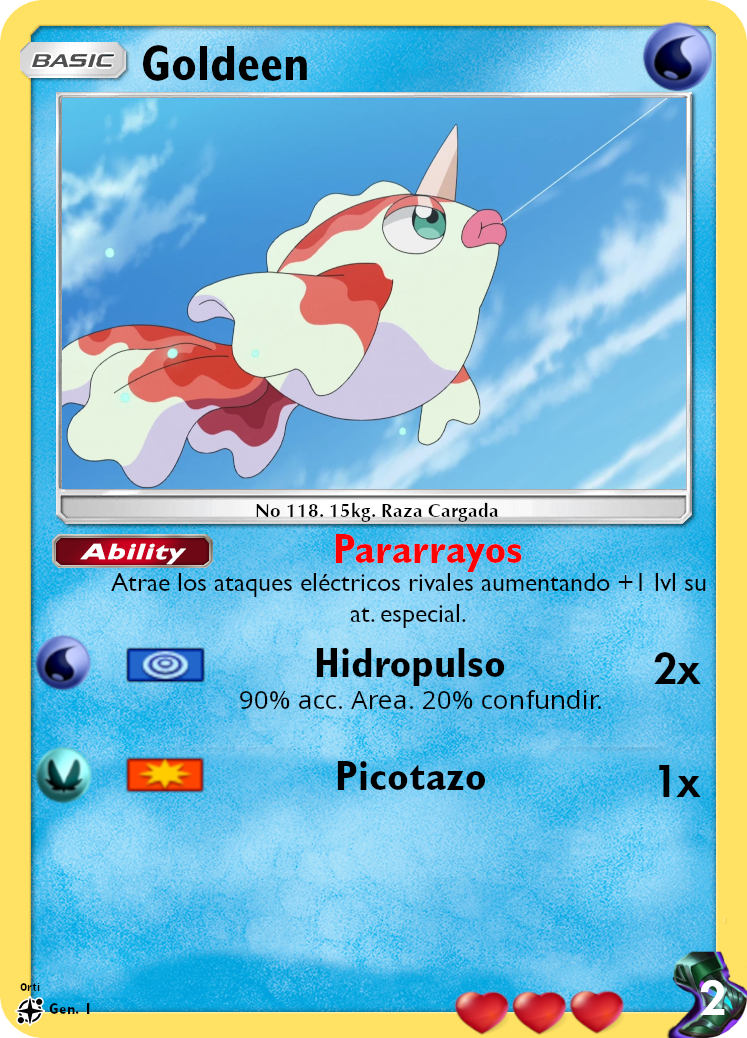 BASIC Goldeen
No 118. 15kg. Raza Cargada
Ability Pararrayos
Atrae los ataques eléctricos rivales aumentando +1 lvl su
at. especial.
Hidropulso 2x
90% acc. Area. 20% confundir.
Picotazo 1x
Orti
Gen. 1
2